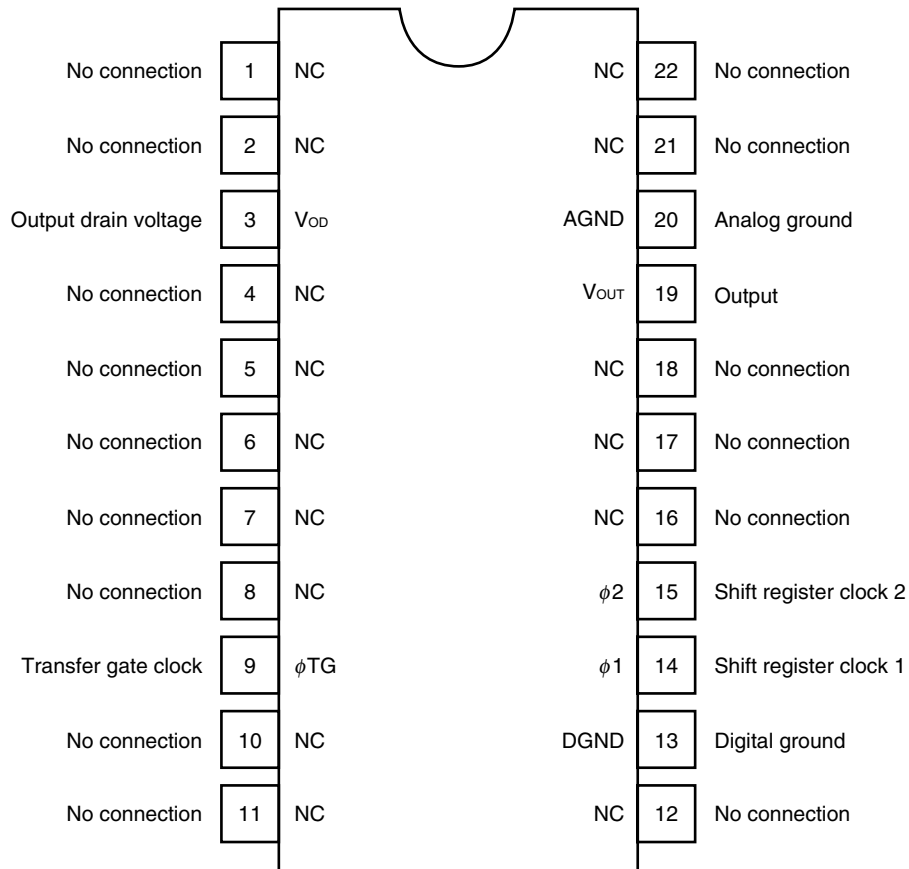 No connection 1 NC NC 22 No connection
No connection 2 NC NC 21 No connection
Output drain voltage 3 VOD AGND 20 Analog ground
No connection 4 NC VOUT 19 Output
No connection 5 NC NC 18 No connection
No connection 6 NC NC 17 No connection
No connection 7 NC NC 16 No connection
No connection 8 NC ϕ2 15 Shift register clock 2
Transfer gate clock 9 ϕTG ϕ1 14 Shift register clock 1
No connection 10 NC DGND 13 Digital ground
No connection 11 NC NC 12 No connection